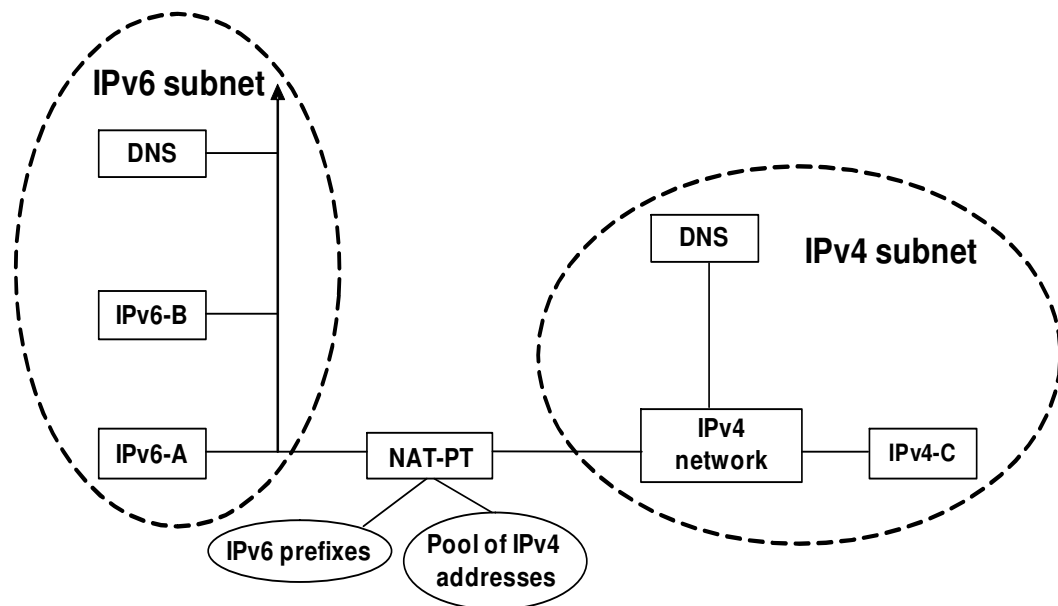 IPv6 subnet
DNS
IPv6-B
IPv6-A
NAT-PT
IPv6 prefixes
Pool of IPv4
addresses
DNS
IPv4 subnet
IPv4
network
IPv4-C